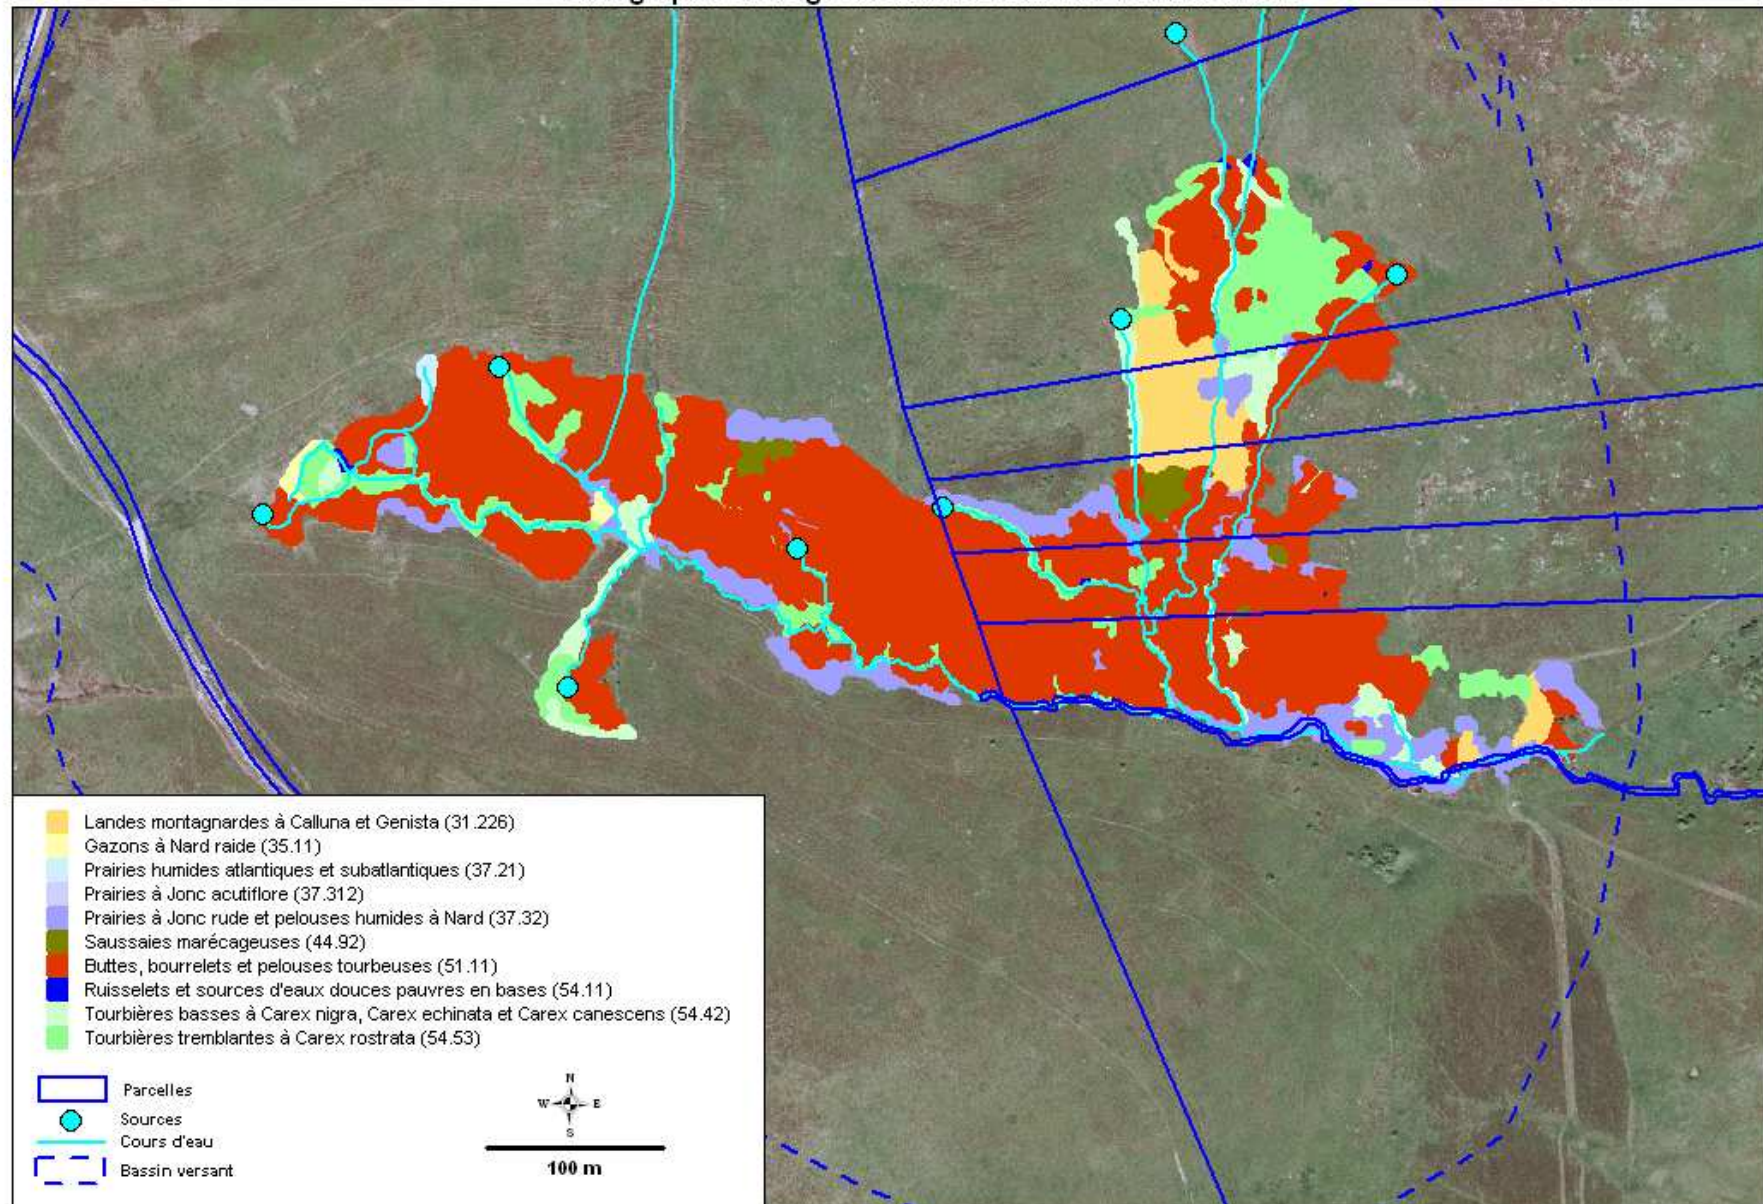 Landes montagnardes à Calluna et Genista (31.226)
Gazons à Nard raide (35.11)
Prairies humides atlantiques et subatlantiques (37.21)
Prairies à Jonc acutiflore (37.312)
Prairies à Jonc rude et pelouses humides à Nard (37.32)
Saussaies marécageuses (44.92)
Buttes, bourrelets et pelouses tourbeuses (51.11)
Ruisselets et sources d'eaux douces pauvres en bases (54.11)
Tourbières basses à Carex nigra, Carex echinata et Carex canescens (54.42)
Tourbières tremblantes à Carex rostrata (54.53)
Parcelles
Sources
Cours d'eau
Bassin versant
N
W E
S
100 m